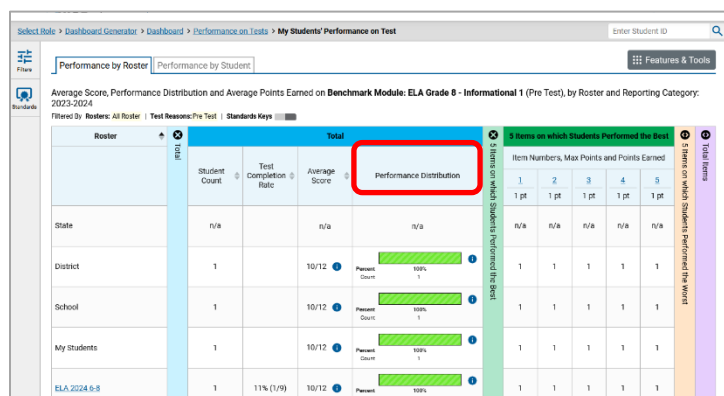 Select Role > Dashboard Generator > Dashboard > Performance on Tests > My Students' Performance on Test
Enter Student ID
Filters
Standards
Performance by Roster
Performance by Student
Features & Tools
Average Score, Performance Distribution and Average Points Earned on Benchmark Module: ELA Grade 8 - Informational 1 (Pre Test), by Roster and Reporting Category:
2023-2024
Filtered By Rosters: All Roster | Test Reasons:Pre Test | Standards Keys
Roster
Total
Total
5 Items on which Students Performed the Best
5 Items on which Students Performed the Best
5 Items on which Students Performed the Worst
Total Items
Student Count
Test Completion Rate
Average Score
Performance Distribution
Item Numbers, Max Points and Points Earned
1 2 3 4 5
1 pt 1 pt 1 pt 1 pt 1 pt
State n/a n/a n/a n/a n/a n/a n/a n/a
District 1 10/12 Percent 100% Count 1 1 1 1 1 1
School 1 10/12 Percent 100% Count 1 1 1 1 1 1
My Students 1 10/12 Percent 100% Count 1 1 1 1 1 1
ELA 2024 6-8 1 11% (1/9) 10/12 Percent 100% 1 1 1 1 1